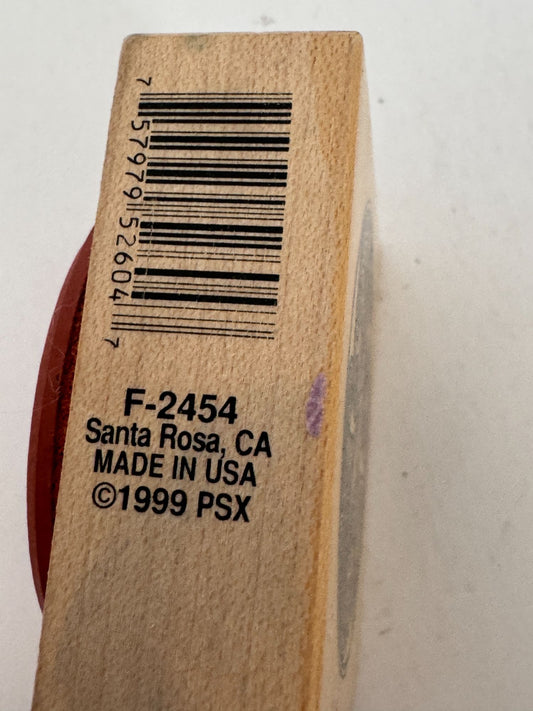 7 57979 52604 7
F-2454
Santa Rosa, CA
MADE IN USA
©1999 PSX